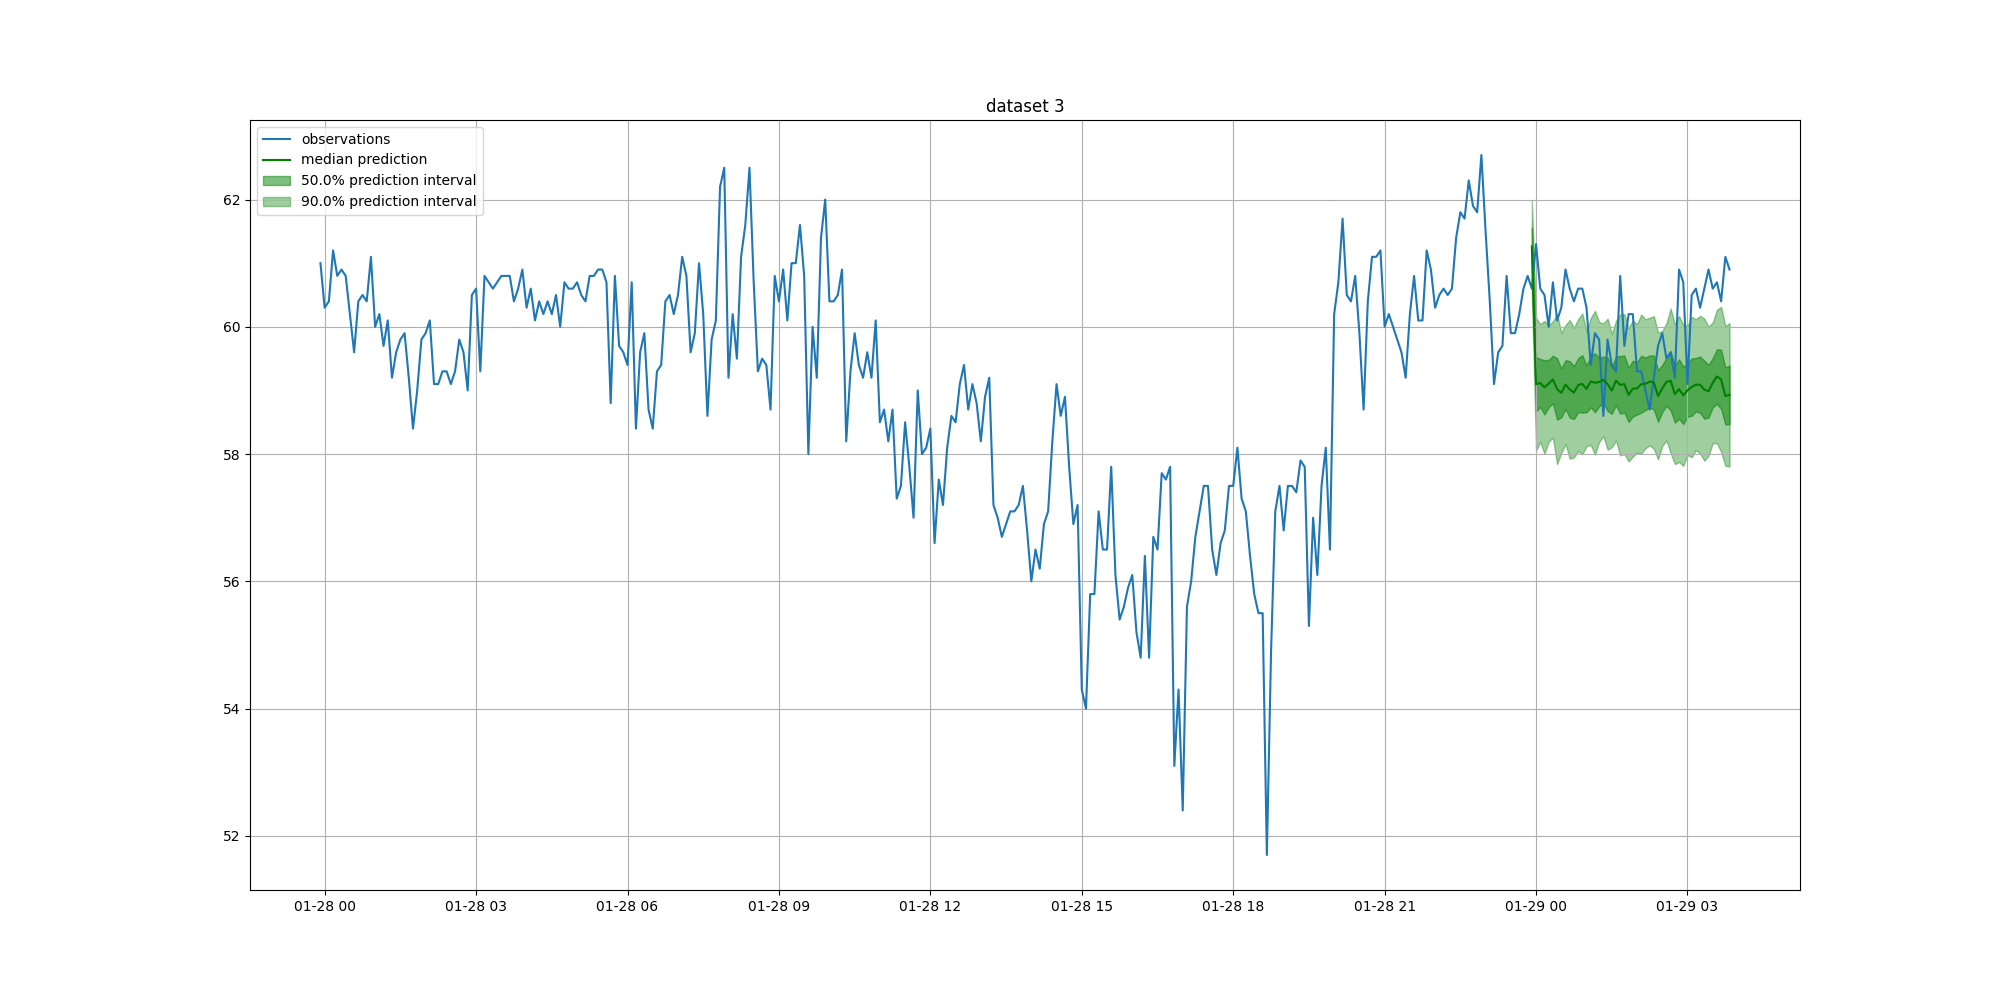 dataset 3
observations
median prediction
50.0% prediction interval
90.0% prediction interval
62
60
58
56
54
52
01-28 00 01-28 03 01-28 06 01-28 09 01-28 12 01-28 15 01-28 18 01-28 21 01-29 00 01-29 03